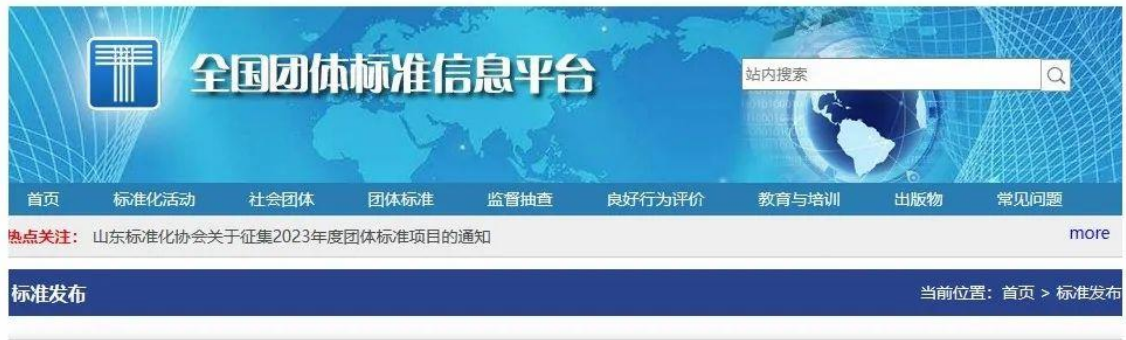 全国团体标准信息平台
站内搜索
首页 标准化活动 社会团体 团体标准 监督抽查 良好行为评价 教育与培训 出版物 常见问题
热点关注： 山东标准化协会关于征集2023年度团体标准项目的通知 more
标准发布 当前位置：首页 > 标准发布